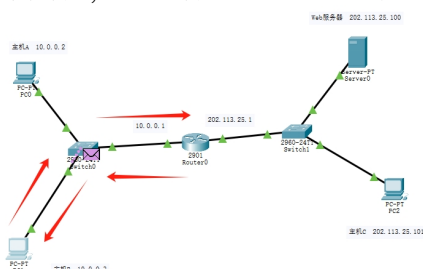 Web服务器 202.113.25.100
主机A 10.0.0.2
PC-PT
PC0
Server-PT
Server0
10.0.0.1
202.113.25.1
2901
Router0
2960-24TT
Switch1
Switch0
PC-PT
PC2
主机C 202.113.25.101
PC-PT